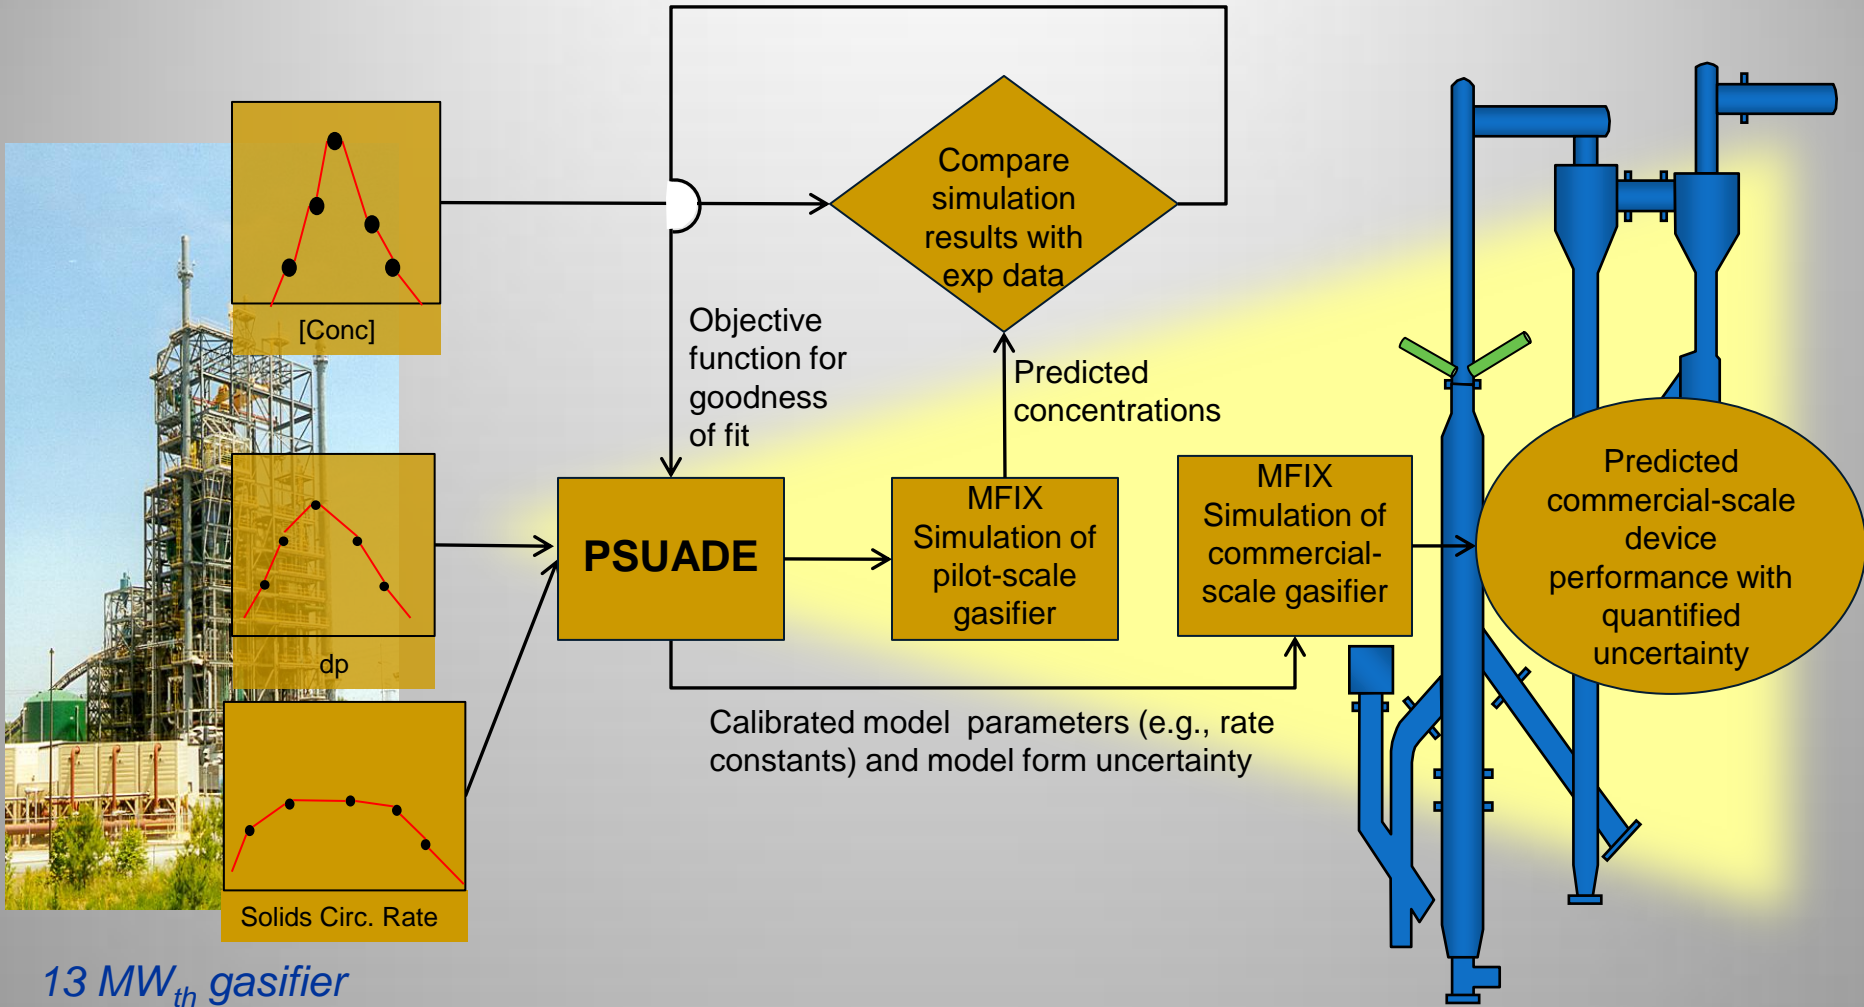 [Conc]
dp
Solids Circ. Rate
13 MWth gasifier
Compare
simulation
results with
exp data
Objective
function for
goodness
of fit
Predicted
concentrations
PSUADE
MFIX
Simulation of
pilot-scale
gasifier
MFIX
Simulation of
commercial-
scale gasifier
Predicted
commercial-scale
device
performance with
quantified
uncertainty
Calibrated model  parameters (e.g., rate
constants) and model form uncertainty